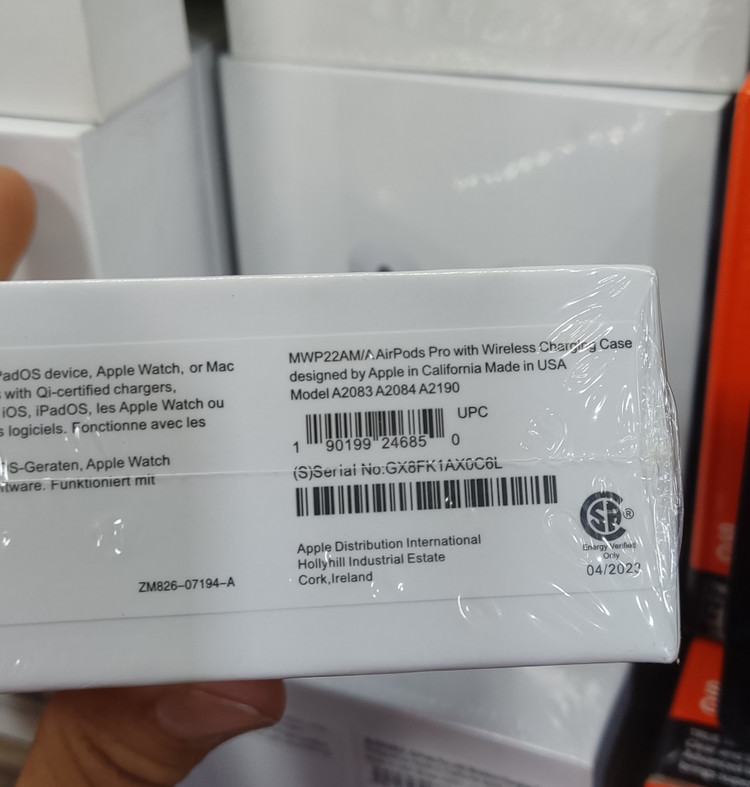 PadOS device, Apple Watch, or Mac
with Qi-certified chargers,
iOS, iPadOS, les Apple Watch ou
s logiciels. Fonctionne avec les
S-Geraten, Apple Watch
tware. Funktioniert mit
ZM826-07194-A
MWP22AM/A AirPods Pro with Wireless Charging Case
designed by Apple in California Made in USA
Model A2083 A2084 A2190
UPC
1 90199 24685 0
(S)Serial No:GX8FK1AX0C6L
Apple Distribution International
Hollyhill Industrial Estate
Cork,Ireland
SA®
Energy Verified
Only
04/2023